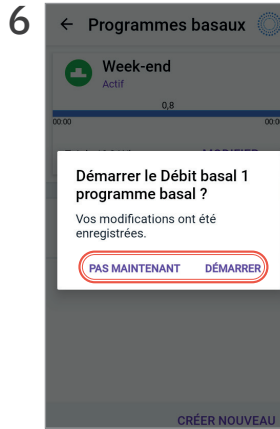 6
← Programmes basaux
Week-end
Actif
0,8
00:00
MODIFIER
Démarrer le Débit basal 1
programme basal ?
Vos modifications ont été
enregistrées.
PAS MAINTENANT DÉMARRER
CRÉER NOUVEAU